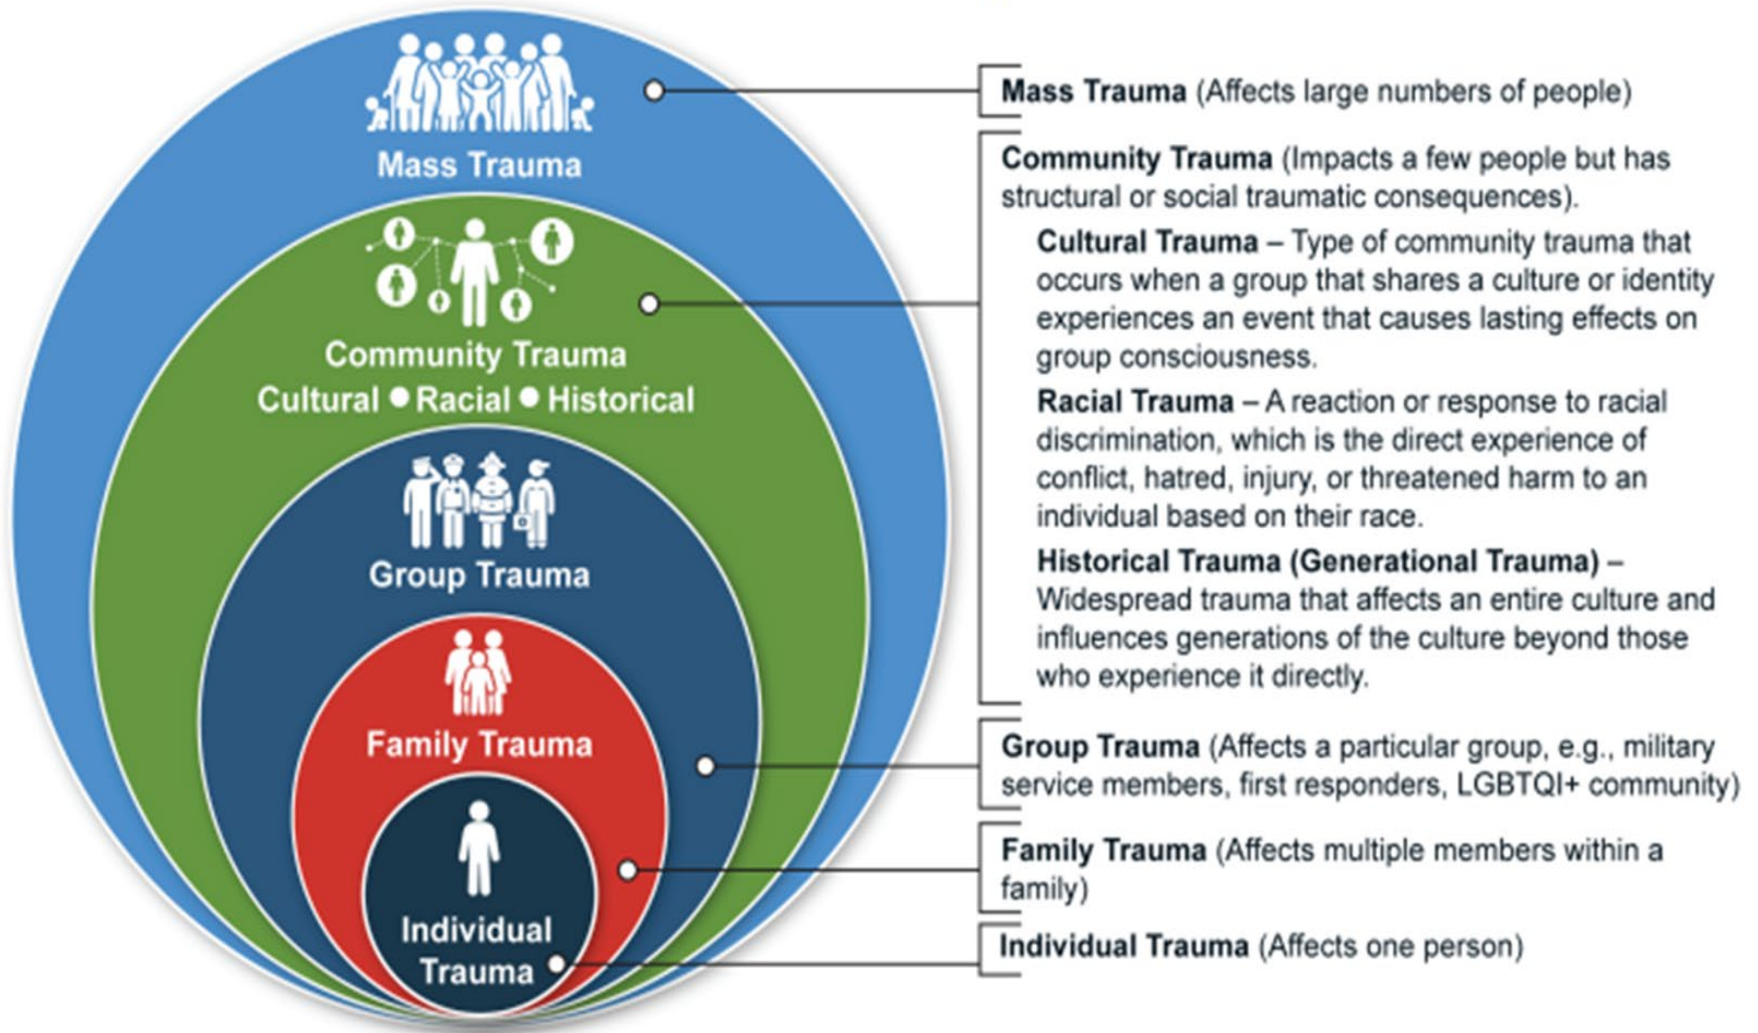 Mass Trauma
Community Trauma
Cultural ● Racial ● Historical
Group Trauma
Family Trauma
Individual
Trauma
Mass Trauma (Affects large numbers of people)
Community Trauma (Impacts a few people but has
structural or social traumatic consequences).
Cultural Trauma – Type of community trauma that
occurs when a group that shares a culture or identity
experiences an event that causes lasting effects on
group consciousness.
Racial Trauma – A reaction or response to racial
discrimination, which is the direct experience of
conflict, hatred, injury, or threatened harm to an
individual based on their race.
Historical Trauma (Generational Trauma) –
Widespread trauma that affects an entire culture and
influences generations of the culture beyond those
who experience it directly.
Group Trauma (Affects a particular group, e.g., military
service members, first responders, LGBTQI+ community)
Family Trauma (Affects multiple members within a
family)
Individual Trauma (Affects one person)